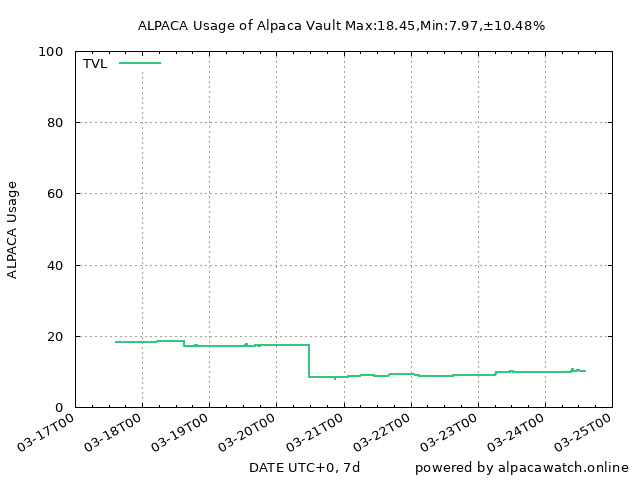 ALPACA Usage of Alpaca Vault Max:18.45,Min:7.97,±10.48%
TVL
ALPACA Usage
100
80
60
40
20
0
03-17T00
03-18T00
03-19T00
03-20T00
03-21T00
03-22T00
03-23T00
03-24T00
03-25T00
DATE UTC+0, 7d
powered by alpacawatch.online